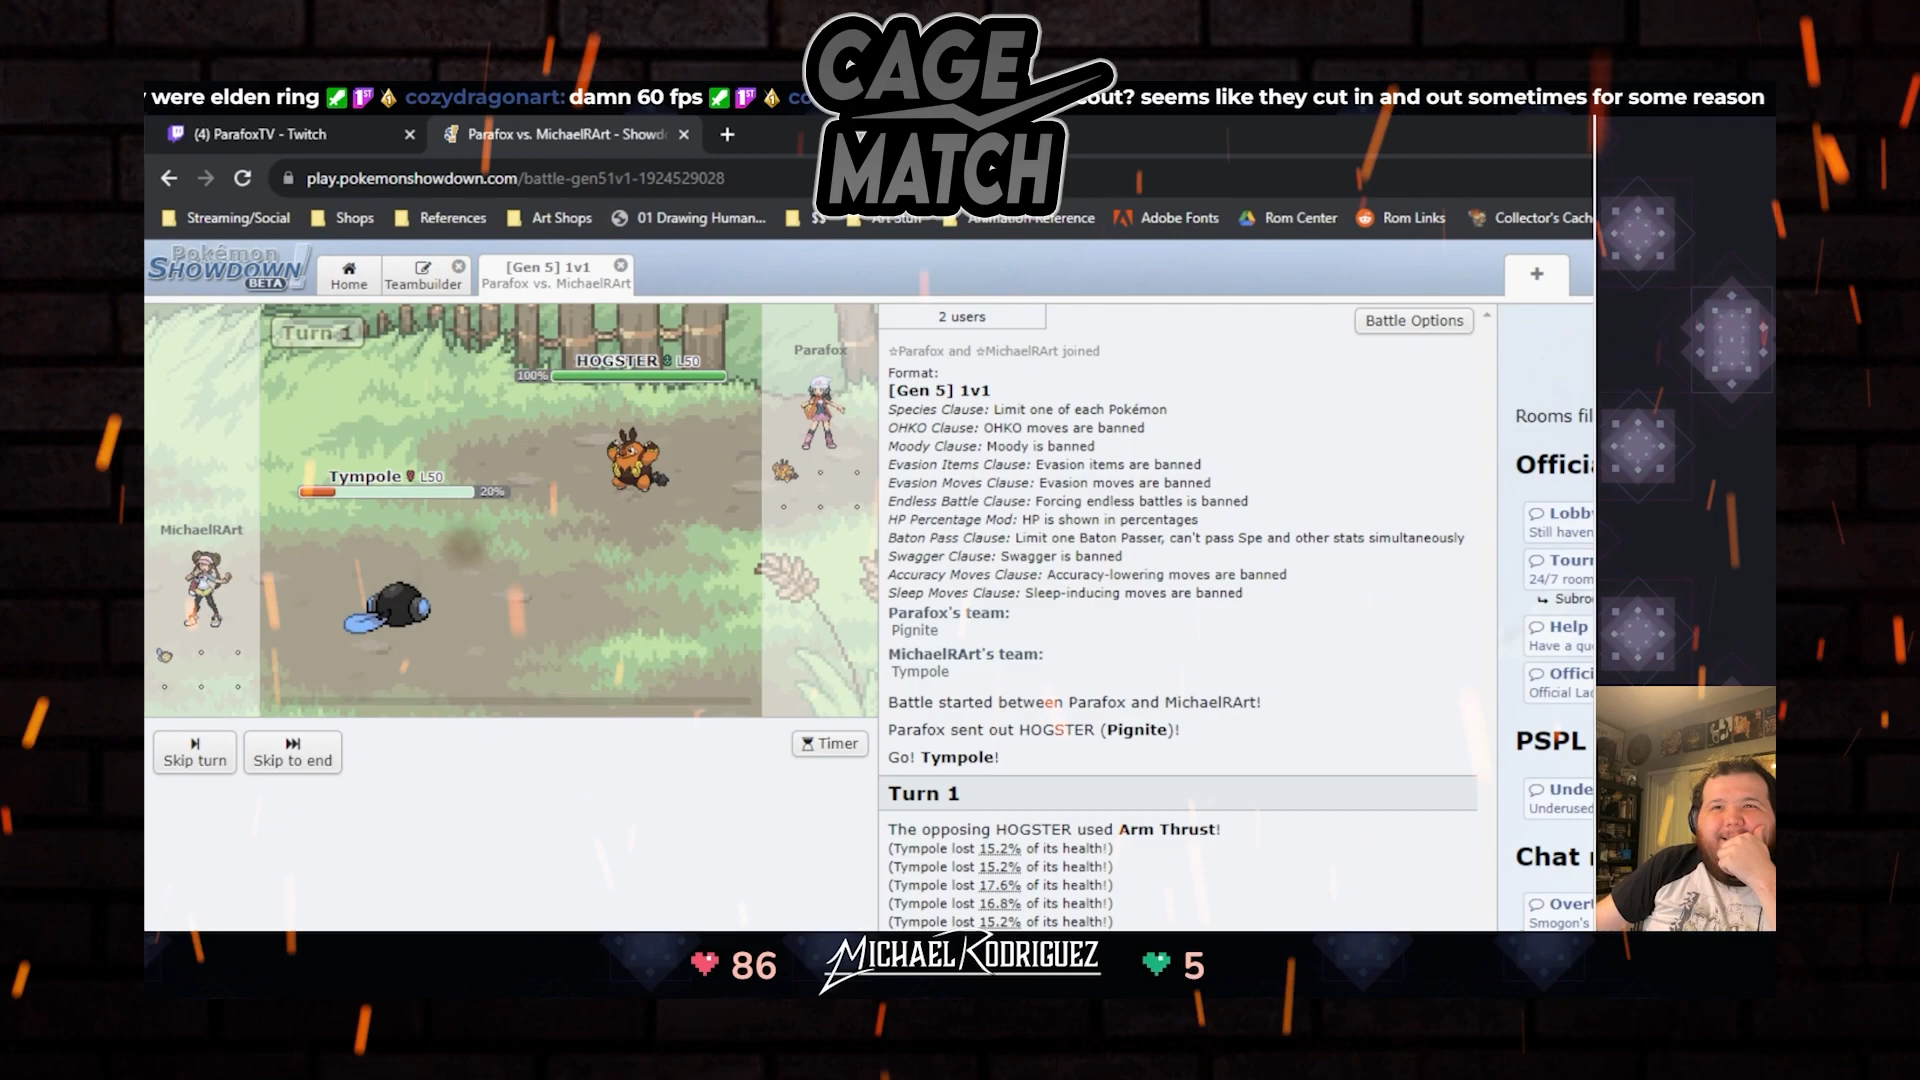 CAGE
MATCH
were elden ring cozydragonart: damn 60 fps co
out? seems like they cut in and out sometimes for some reason
(4) ParafoxTV - Twitch
Parafox vs. MichaelRArt - Showd
play.pokemonshowdown.com/battle-gen51v1-1924529028
Streaming/Social Shops References Art Shops 01 Drawing Human... $$ Art Stuff Animation Reference Adobe Fonts Rom Center Rom Links Collector's Cach
Pokémon
SHOWDOWN
BETA
Home
Teambuilder
[Gen 5] 1v1
Parafox vs. MichaelRArt
+
Turn 1
HOGSTER L50
100%
Parafox
Tympole L50
20%
MichaelRArt
Skip turn
Skip to end
Timer
2 users
Battle Options
☆Parafox and ☆MichaelRArt joined
Format:
[Gen 5] 1v1
Species Clause: Limit one of each Pokémon
OHKO Clause: OHKO moves are banned
Moody Clause: Moody is banned
Evasion Items Clause: Evasion items are banned
Evasion Moves Clause: Evasion moves are banned
Endless Battle Clause: Forcing endless battles is banned
HP Percentage Mod: HP is shown in percentages
Baton Pass Clause: Limit one Baton Passer, can't pass Spe and other stats simultaneously
Swagger Clause: Swagger is banned
Accuracy Moves Clause: Accuracy-lowering moves are banned
Sleep Moves Clause: Sleep-inducing moves are banned
Parafox's team:
Pignite
MichaelRArt's team:
Tympole
Battle started between Parafox and MichaelRArt!
Parafox sent out HOGSTER (Pignite)!
Go! Tympole!
Turn 1
The opposing HOGSTER used Arm Thrust!
(Tympole lost 15.2% of its health!)
(Tympole lost 15.2% of its health!)
(Tympole lost 17.6% of its health!)
(Tympole lost 16.8% of its health!)
(Tympole lost 15.2% of its health!)
Rooms fil
Offici
Lobb
Still haven
Tourn
24/7 room
↳ Subro
Help
Have a qu
Offici
Official Lad
PSPL
Unde
Underused
Chat
Over
Smogon's
86
MICHAEL RODRIGUEZ
5